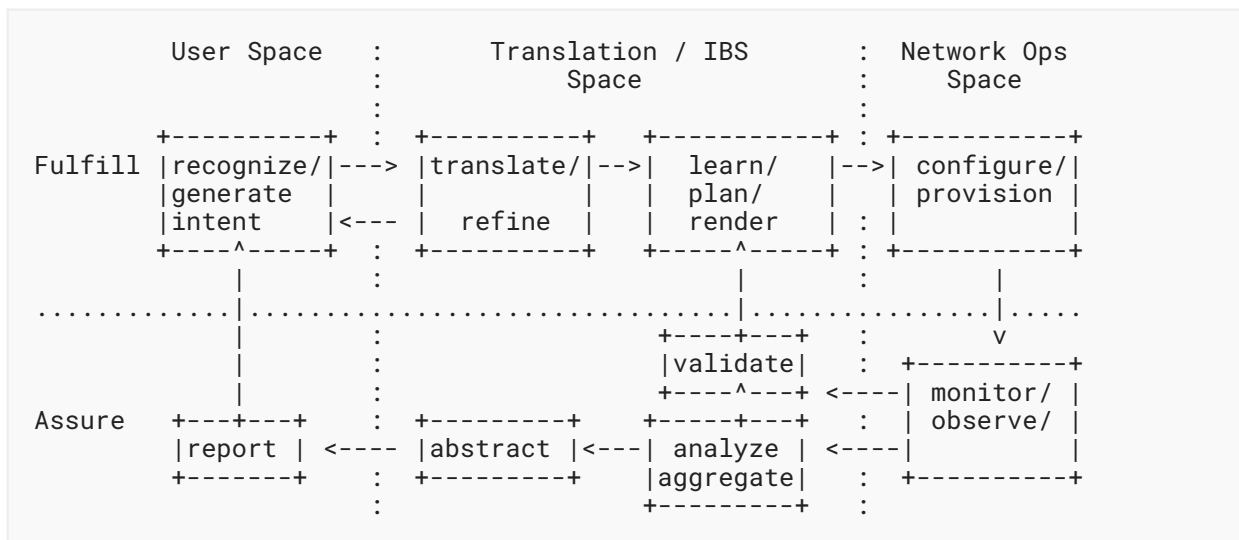 User Space   :       Translation / IBS       :  Network Ops
                      :            Space              :     Space
                      :                               :
        +----------+  :  +----------+   +-----------+ : +-----------+
Fulfill |recognize/|---> |translate/|-->|  learn/   |-->| configure/|
        |generate  |     |          |   |  plan/    |   | provision |
        |intent    |<--- |  refine  |   |  render   | : |           |
        +----^-----+  :  +----------+   +-----^-----+ : +-----------+
             |        :                       |       :        |
.............|................................|................|.....
             |        :                  +----+---+   :        v
             |        :                  |validate|   :  +----------+
             |        :                  +----^---+ <----| monitor/ |
Assure   +---+---+    :  +---------+    +-----+---+   :  | observe/ |
         |report | <---- |abstract |<---| analyze | <----|          |
         +-------+    :  +---------+    |aggregate|   :  +----------+
                      :                 +---------+   :